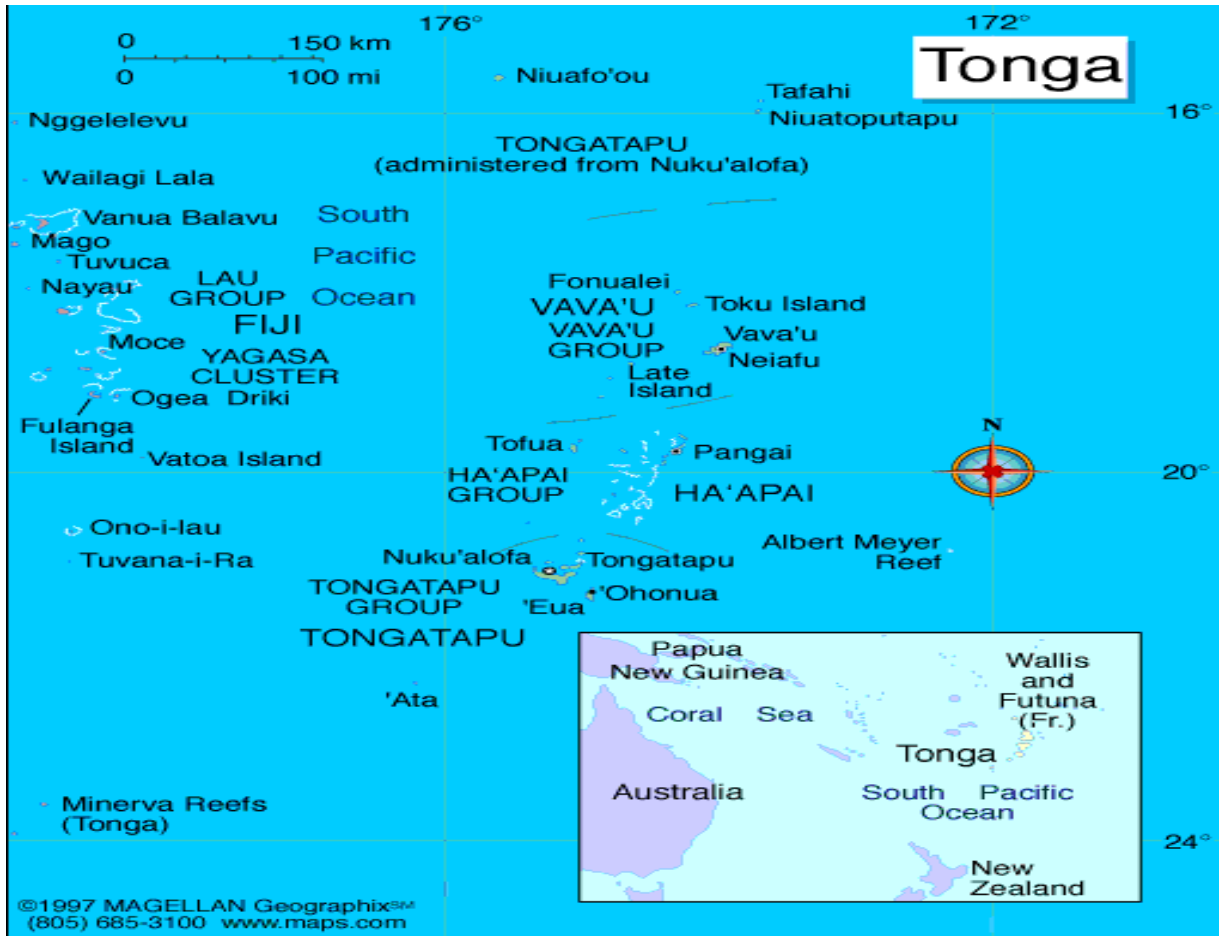 176°
172°
0 150 km
0 100 mi
Tonga
Niuafo'ou
Tafahi
Niuatoputapu
16°
Nggelelevu
TONGATAPU
(administered from Nuku'alofa)
Wailagi Lala
Vanua Balavu
South
Mago
Pacific
Tuvuca
Nayau
LAU
GROUP
Ocean
FIJI
Fonualei
VAVA'U
Toku Island
VAVA'U
GROUP
Vava'u
Neiafu
Moce
YAGASA
CLUSTER
Late
Island
Ogea Driki
Fulanga
Island
N
Tofua
Pangai
Vatoa Island
HA'APAI
GROUP
HA'APAI
20°
Ono-i-lau
Tuvana-i-Ra
Nuku'alofa
Tongatapu
Albert Meyer
Reef
TONGATAPU
GROUP
'Eua
'Ohonua
TONGATAPU
'Ata
Papua
New Guinea
Wallis
and
Futuna
(Fr.)
Coral Sea
Tonga
Australia
South Pacific
Ocean
New
Zealand
Minerva Reefs
(Tonga)
24°
©1997 MAGELLAN Geographix℠
(805) 685-3100 www.maps.com